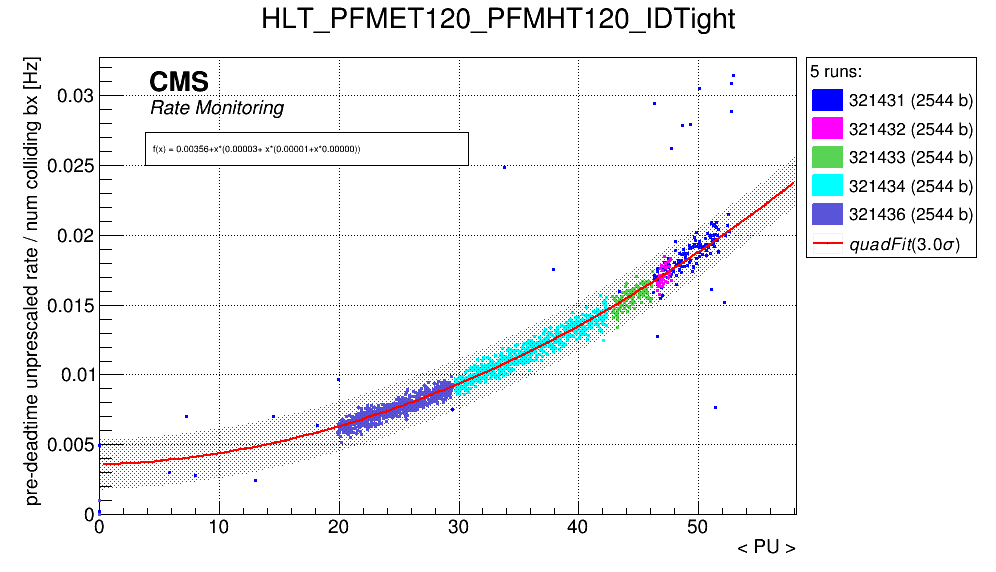 HLT_PFMET120_PFMHT120_IDTight
pre-deadtime unprescaled rate / num colliding bx [Hz]
CMS
Rate Monitoring
f(x) = 0.00356+x*(0.00003+ x*(0.00001+x*0.00000))
0.03
0.025
0.02
0.015
0.01
0.005
0
0 10 20 30 40 50
< PU >
5 runs:
321431 (2544 b)
321432 (2544 b)
321433 (2544 b)
321434 (2544 b)
321436 (2544 b)
quadFit(3.0σ)